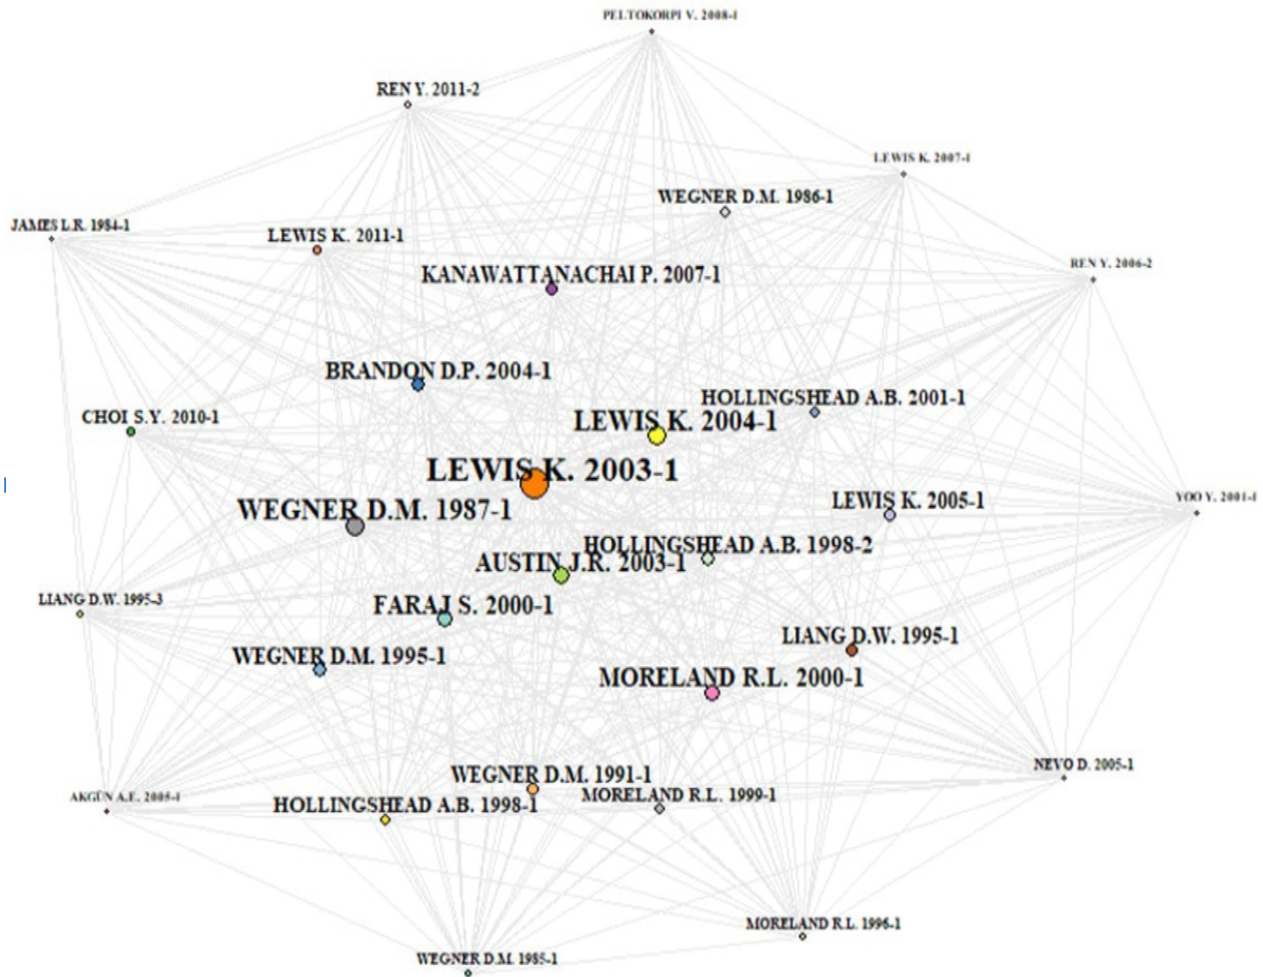 PELTOKORPI V. 2008-1
REN Y. 2011-2
LEWIS K. 2007-1
WEGNER D.M. 1986-1
JAMES L.R. 1984-1
LEWIS K. 2011-1
REN Y. 2006-2
KANAWATTANACHAI P. 2007-1
BRANDON D.P. 2004-1
HOLLINGSHEAD A.B. 2001-1
CHOI S.Y. 2010-1
LEWIS K. 2004-1
LEWIS K. 2003-1
YOO Y. 2001-1
LEWIS K. 2005-1
WEGNER D.M. 1987-1
HOLLINGSHEAD A.B. 1998-2
AUSTIN J.R. 2003-1
LIANG D.W. 1995-3
FARAJ S. 2000-1
LIANG D.W. 1995-1
WEGNER D.M. 1995-1
MORELAND R.L. 2000-1
NEVO D. 2005-1
WEGNER D.M. 1991-1
MORELAND R.L. 1999-1
AKGÜN A.E. 2005-1
HOLLINGSHEAD A.B. 1998-1
MORELAND R.L. 1996-1
WEGNER D.M. 1985-1